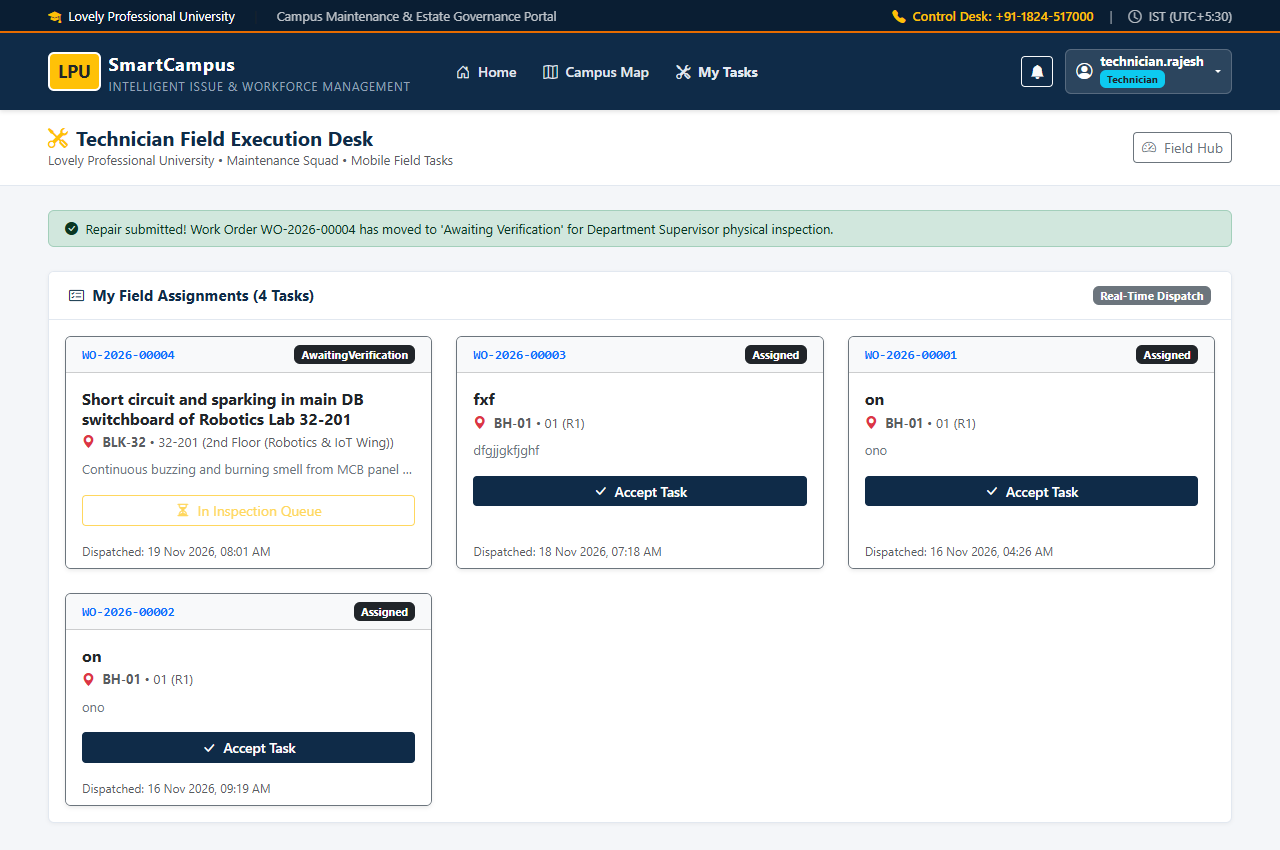 Lovely Professional University
Campus Maintenance & Estate Governance Portal
Control Desk: +91-1824-517000 | IST (UTC+5:30)
LPU
SmartCampus
INTELLIGENT ISSUE & WORKFORCE MANAGEMENT
Home
Campus Map
My Tasks
technician.rajesh
Technician
Technician Field Execution Desk
Lovely Professional University • Maintenance Squad • Mobile Field Tasks
Field Hub
Repair submitted! Work Order WO-2026-00004 has moved to 'Awaiting Verification' for Department Supervisor physical inspection.
My Field Assignments (4 Tasks)
Real-Time Dispatch
WO-2026-00004
AwaitingVerification
Short circuit and sparking in main DB
switchboard of Robotics Lab 32-201
BLK-32 • 32-201 (2nd Floor (Robotics & IoT Wing))
Continuous buzzing and burning smell from MCB panel ...
In Inspection Queue
Dispatched: 19 Nov 2026, 08:01 AM
WO-2026-00003
Assigned
fxf
BH-01 • 01 (R1)
dfgjjgkfjghf
Accept Task
Dispatched: 18 Nov 2026, 07:18 AM
WO-2026-00001
Assigned
on
BH-01 • 01 (R1)
ono
Accept Task
Dispatched: 16 Nov 2026, 04:26 AM
WO-2026-00002
Assigned
on
BH-01 • 01 (R1)
ono
Accept Task
Dispatched: 16 Nov 2026, 09:19 AM